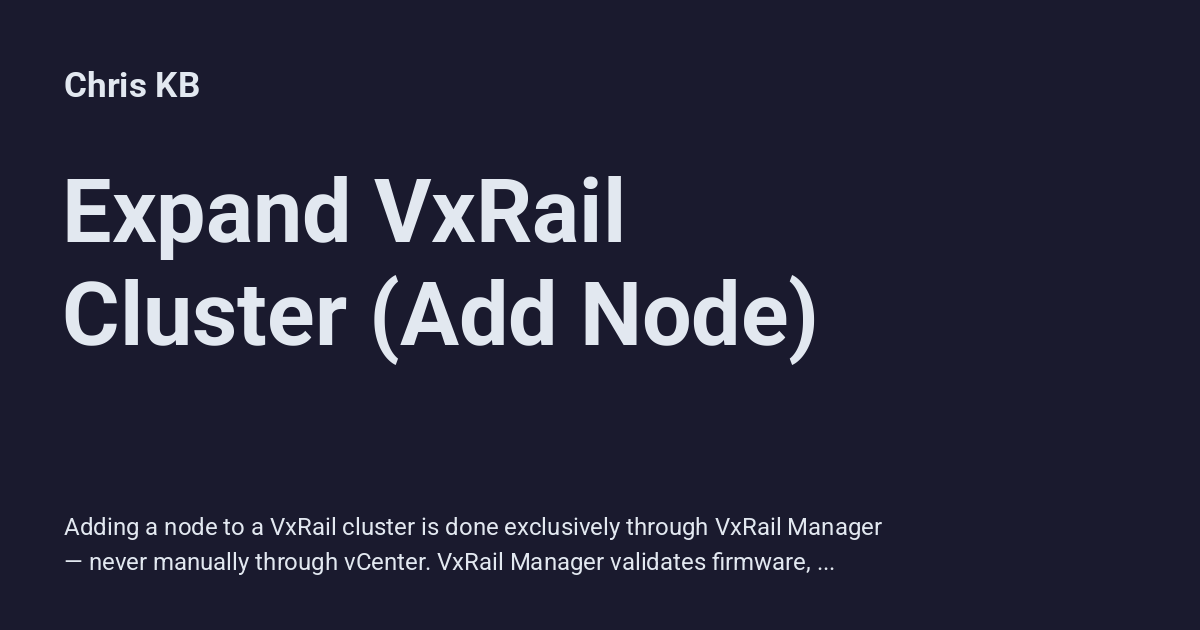 Chris KB
Expand VxRail
Cluster (Add Node)
Adding a node to a VxRail cluster is done exclusively through VxRail Manager
— never manually through vCenter. VxRail Manager validates firmware, ...